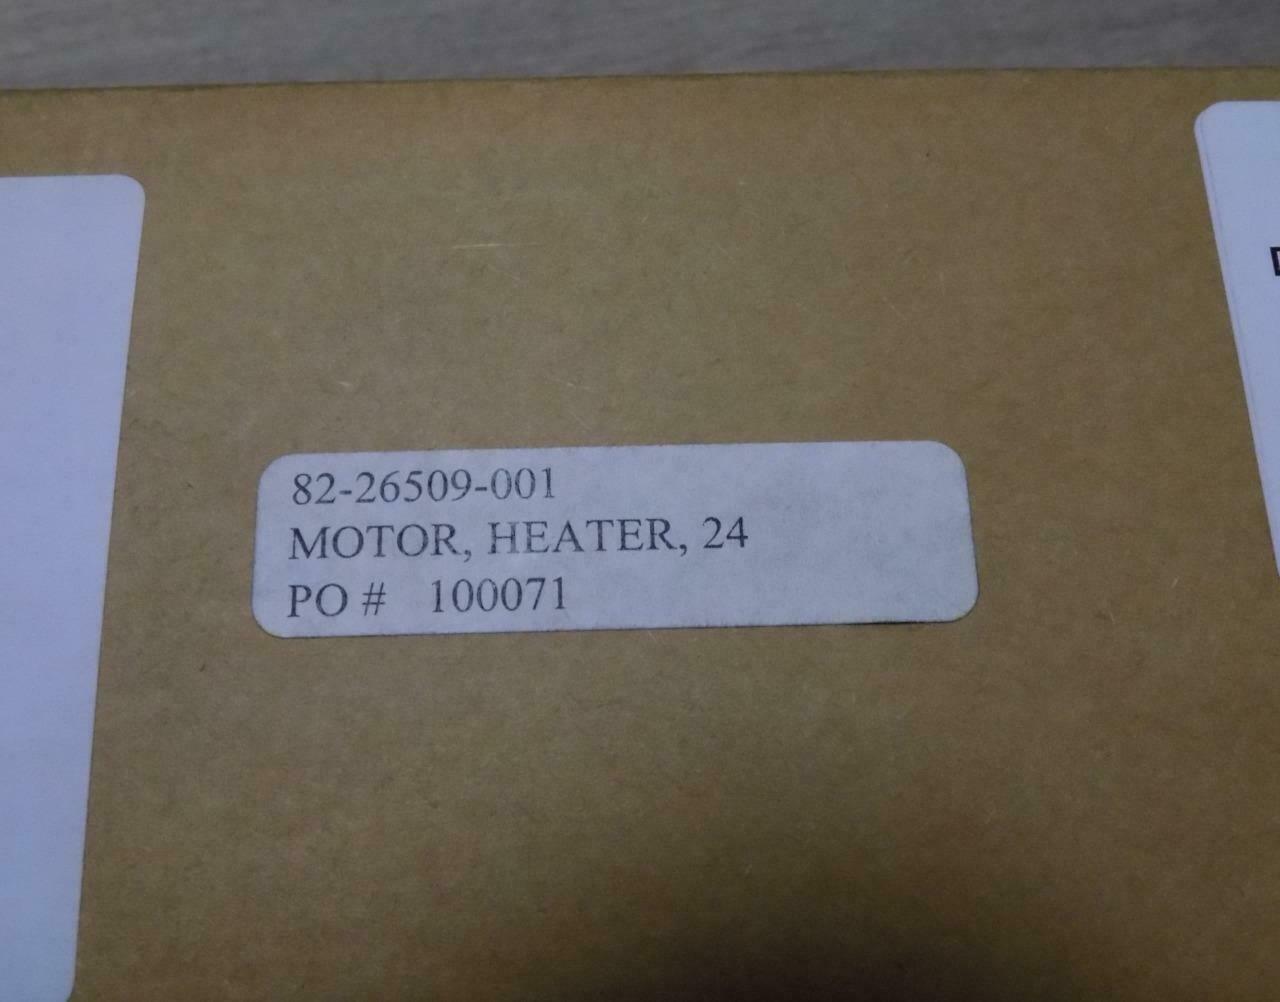 82-26509-001
MOTOR, HEATER, 24
PO # 100071